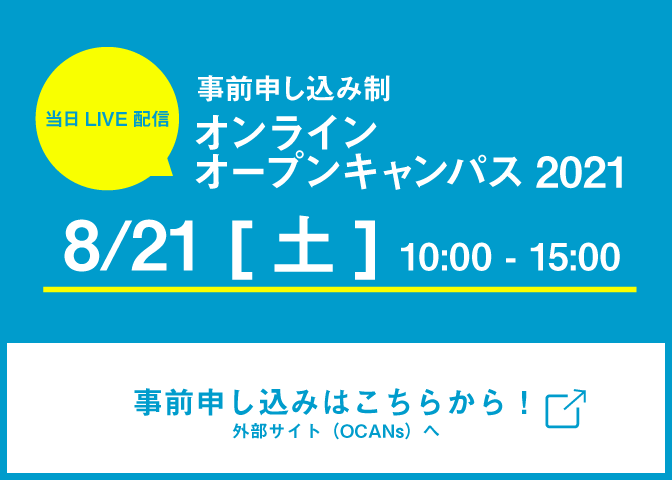 当日 LIVE 配信
事前申し込み制
オンライン
オープンキャンパス 2021
8/21 [ 土 ] 10:00 - 15:00
事前申し込みはこちらから！
外部サイト（OCANs）へ